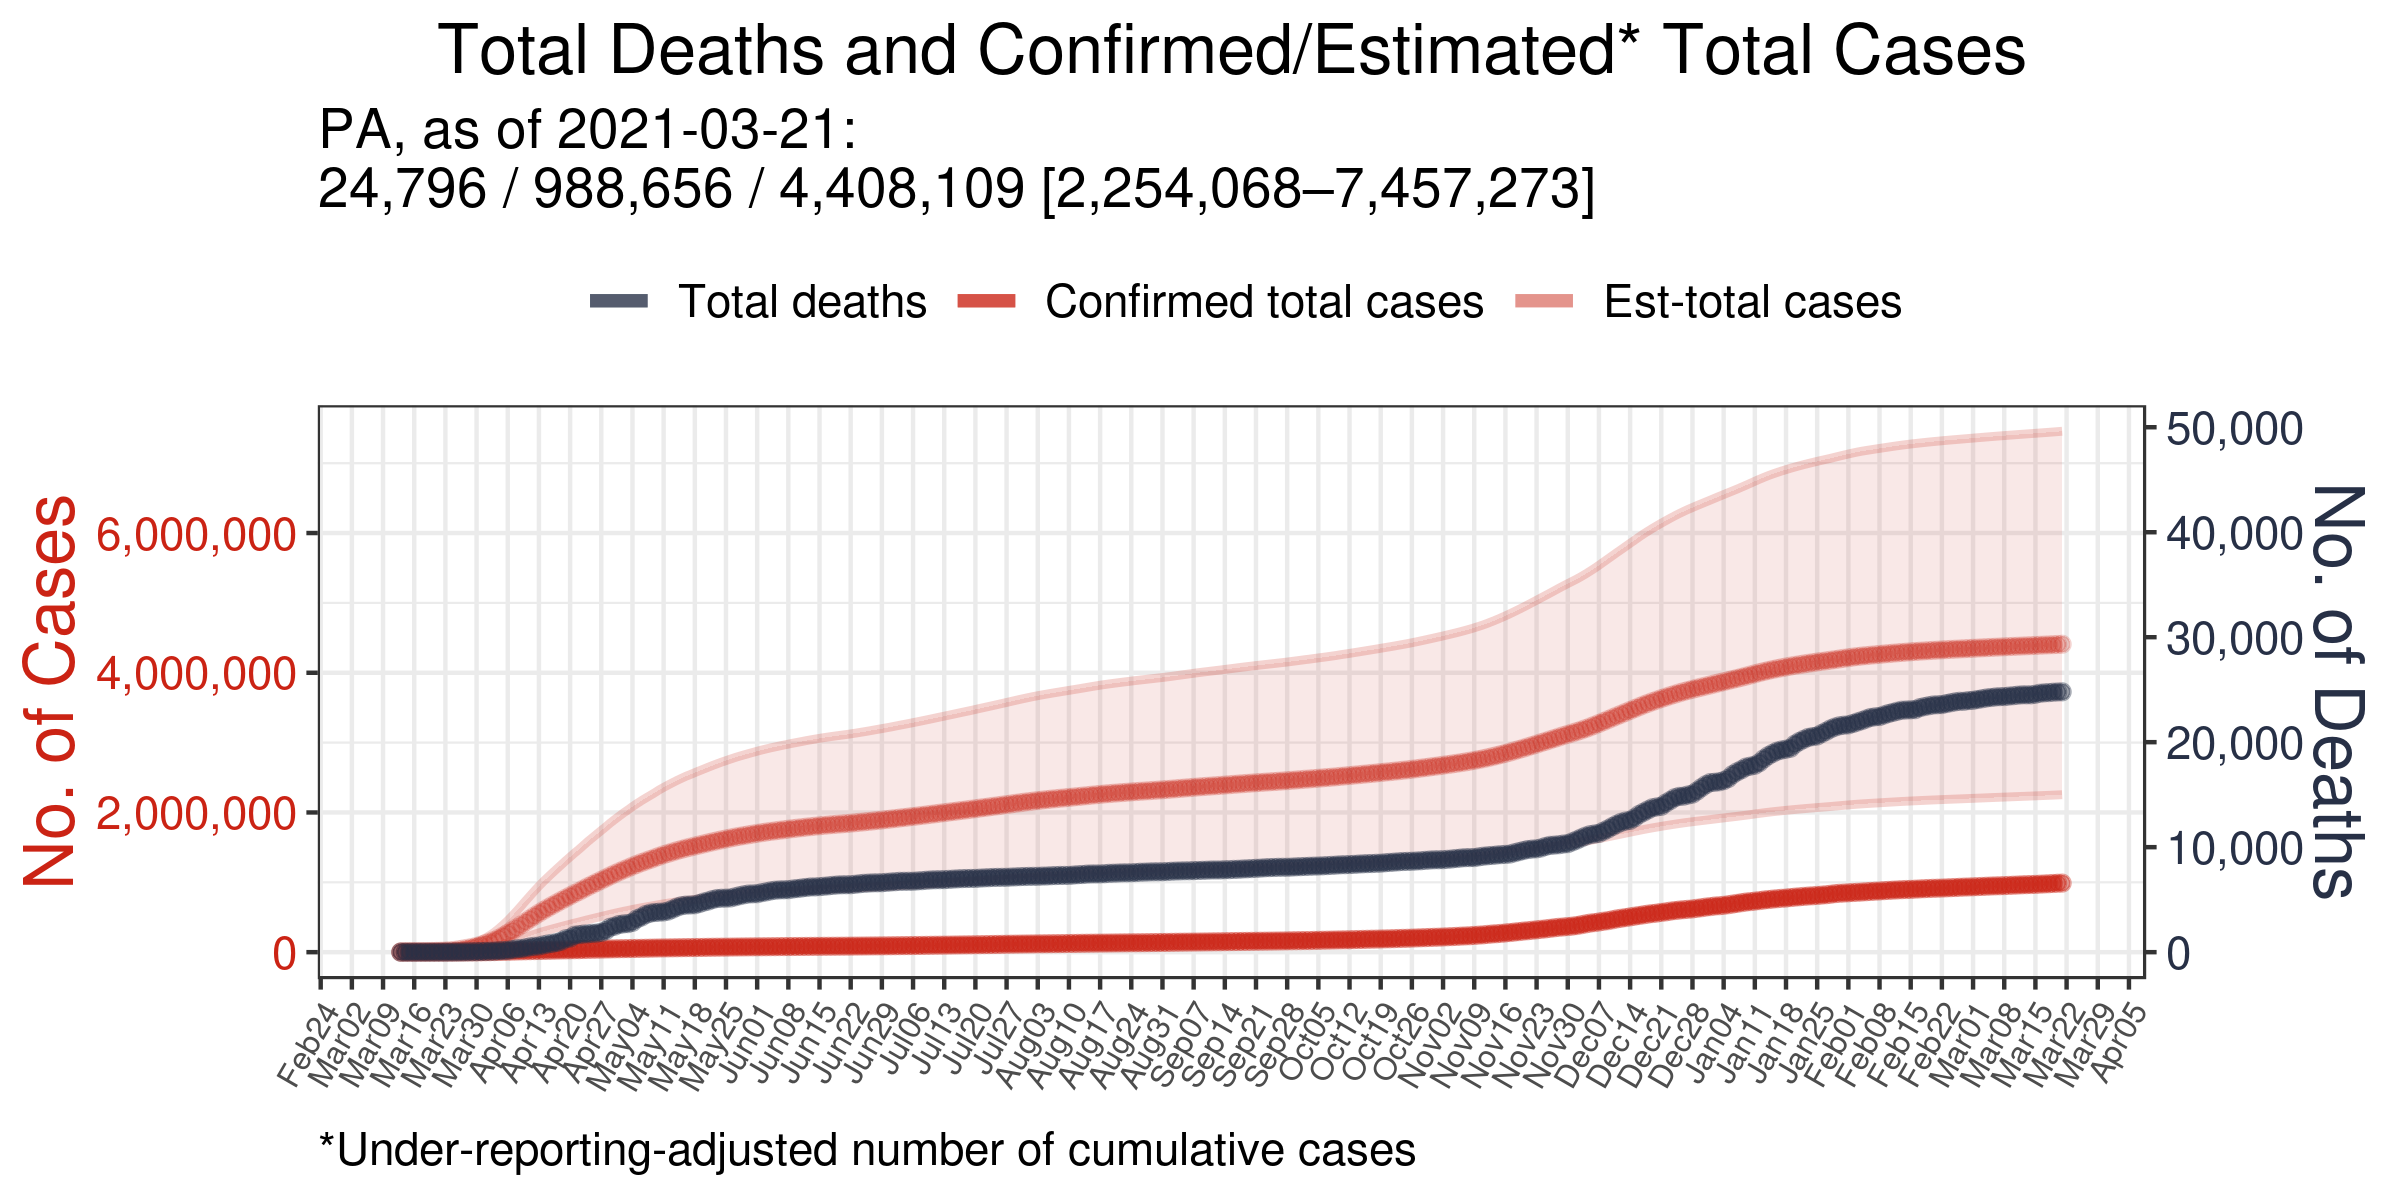 Total Deaths and Confirmed/Estimated* Total Cases
PA, as of 2021-03-21:
24,796 / 988,656 / 4,408,109 [2,254,068–7,457,273]
Total deaths
Confirmed total cases
Est-total cases
No. of Cases
6,000,000
4,000,000
2,000,000
0
50,000
40,000
30,000
20,000
10,000
0
No. of Deaths
Feb24
Mar02
Mar09
Mar16
Mar23
Mar30
Apr06
Apr13
Apr20
Apr27
May04
May11
May18
May25
Jun01
Jun08
Jun15
Jun22
Jun29
Jul06
Jul13
Jul20
Jul27
Aug03
Aug10
Aug17
Aug24
Aug31
Sep07
Sep14
Sep21
Sep28
Oct05
Oct12
Oct19
Oct26
Nov02
Nov09
Nov16
Nov23
Nov30
Dec07
Dec14
Dec21
Dec28
Jan04
Jan11
Jan18
Jan25
Feb01
Feb08
Feb15
Feb22
Mar01
Mar08
Mar15
Mar22
Mar29
Apr05
*Under-reporting-adjusted number of cumulative cases